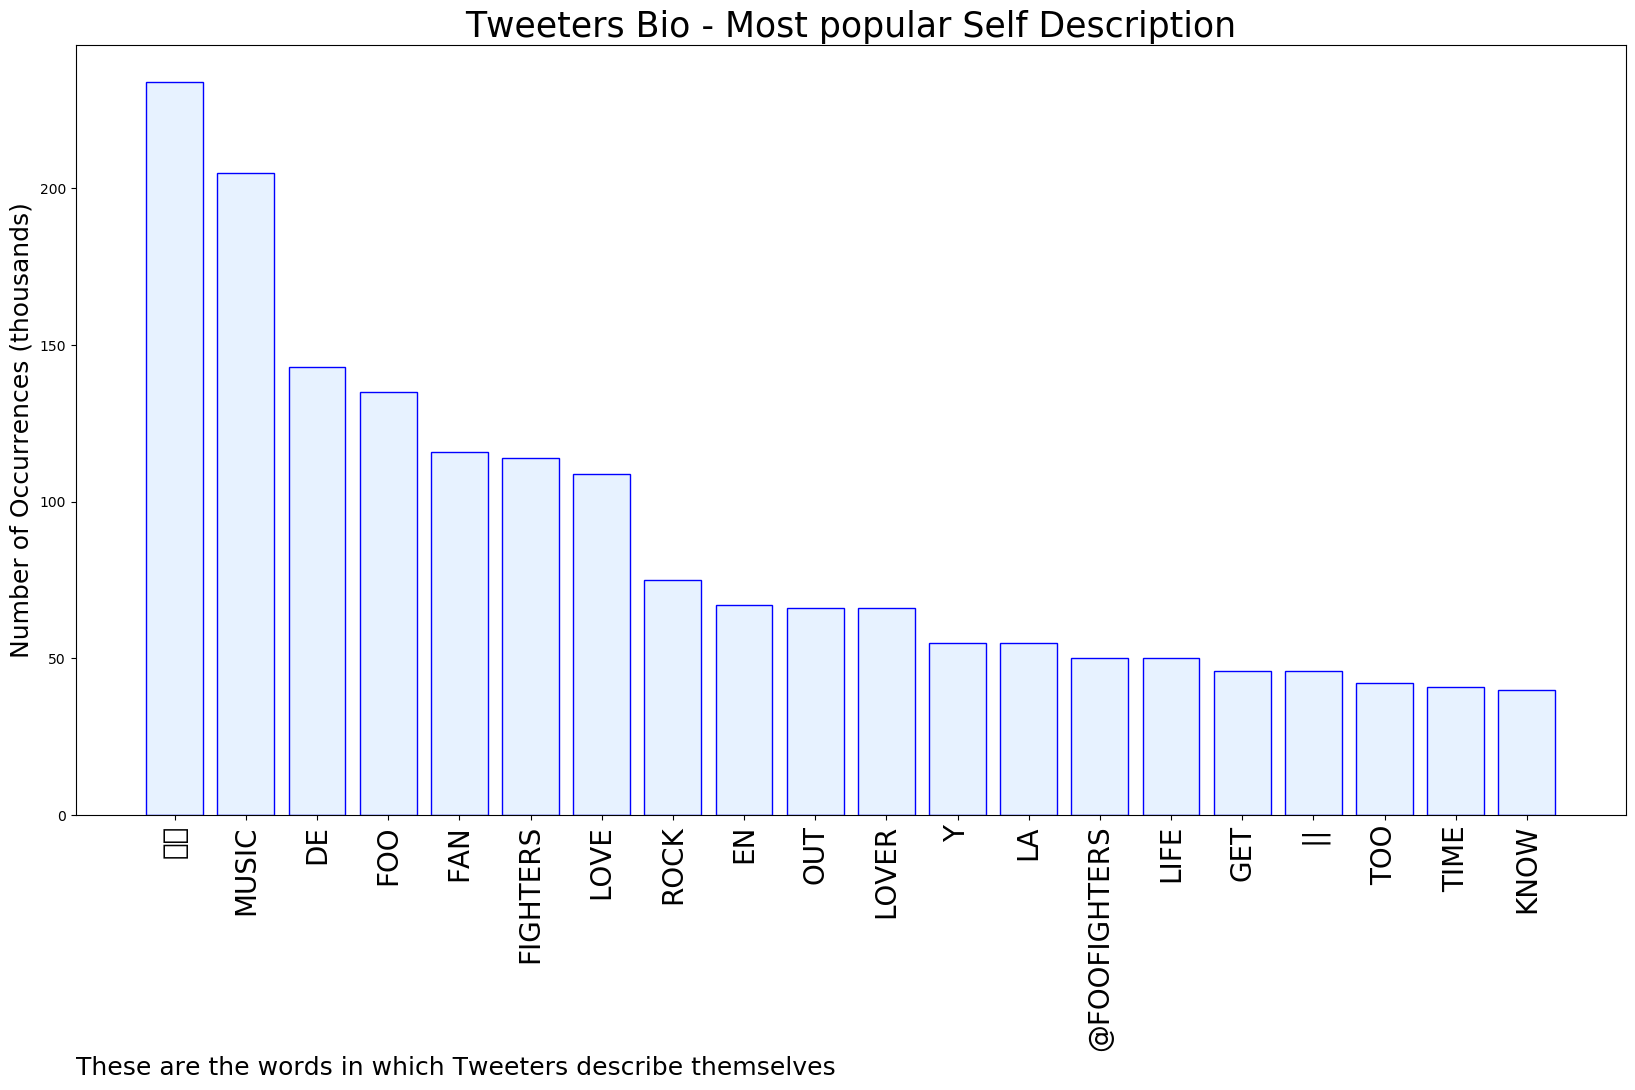 Tweeters Bio - Most popular Self Description
Number of Occurrences (thousands)
200
150
100
50
0
MUSIC
DE
FOO
FAN
FIGHTERS
LOVE
ROCK
EN
OUT
LOVER
Y
LA
@FOOFIGHTERS
LIFE
GET
||
TOO
TIME
KNOW
These are the words in which Tweeters describe themselves